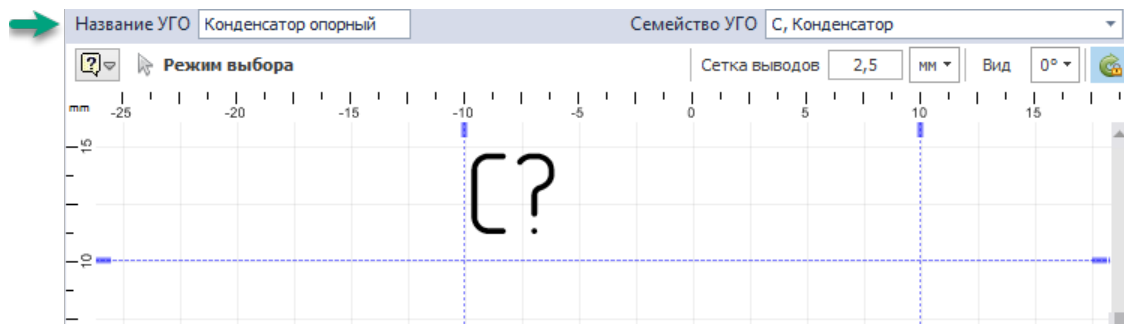 Название УГО Конденсатор опорный Семейство УГО C, Конденсатор
Режим выбора Сетка выводов 2,5 мм Вид 0°
mm -25 -20 -15 -10 -5 0 5 10 15
15
C?
10